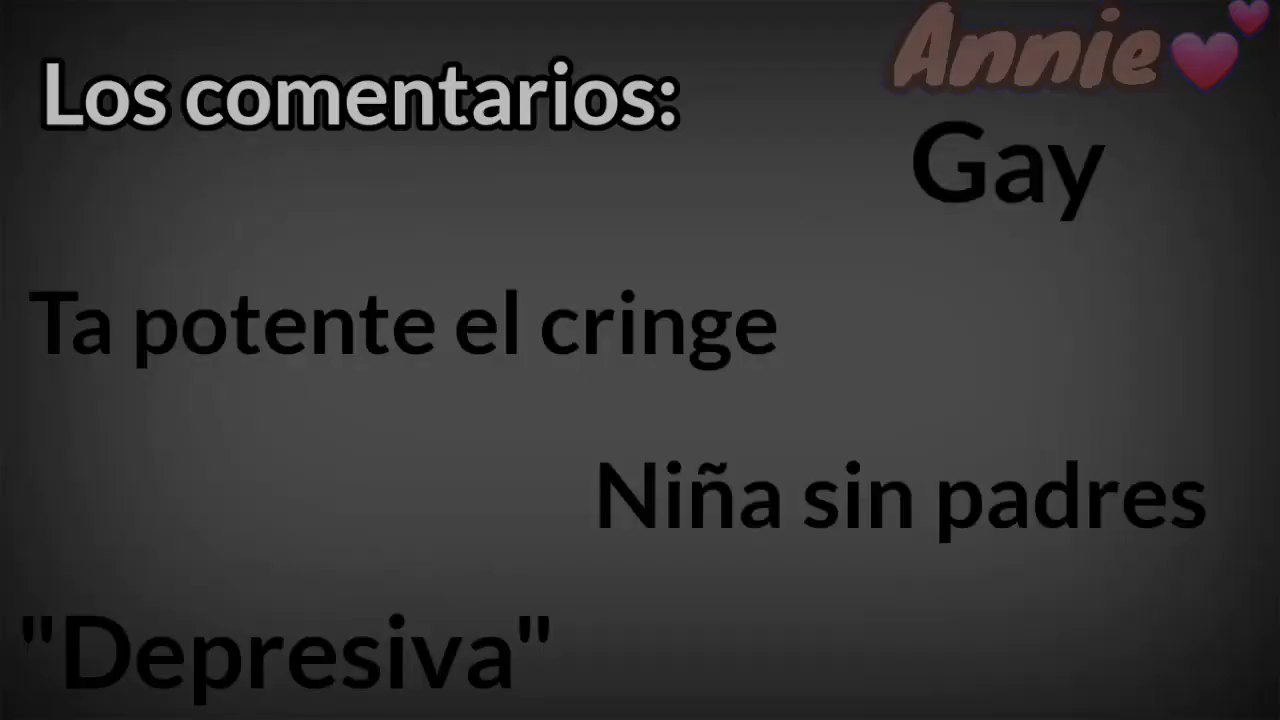 Annie💕
Los comentarios:
Gay
Ta potente el cringe
Niña sin padres
"Depresiva"